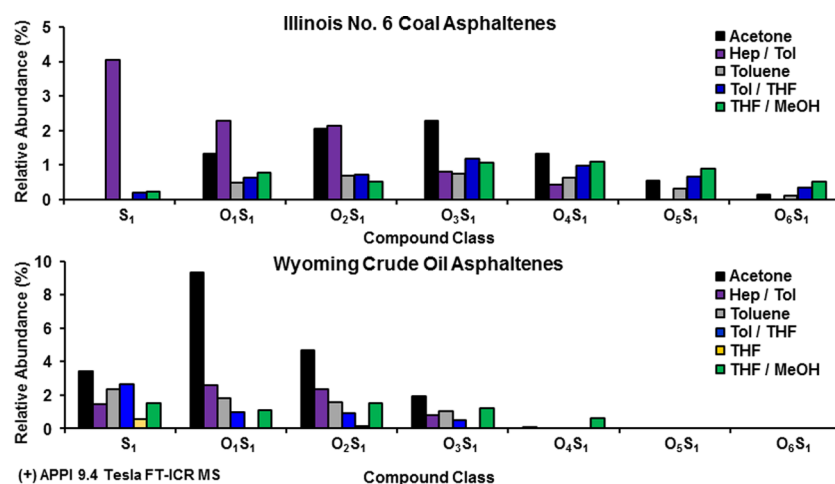 Illinois No. 6 Coal Asphaltenes
Relative Abundance (%)
5
4
3
2
1
0
Acetone
Hep / Tol
Toluene
Tol / THF
THF / MeOH
S₁ O₁S₁ O₂S₁ O₃S₁ O₄S₁ O₅S₁ O₆S₁
Compound Class
Wyoming Crude Oil Asphaltenes
Relative Abundance (%)
10
8
6
4
2
0
Acetone
Hep / Tol
Toluene
Tol / THF
THF
THF / MeOH
S₁ O₁S₁ O₂S₁ O₃S₁ O₄S₁ O₅S₁ O₆S₁
(+) APPI 9.4 Tesla FT-ICR MS
Compound Class